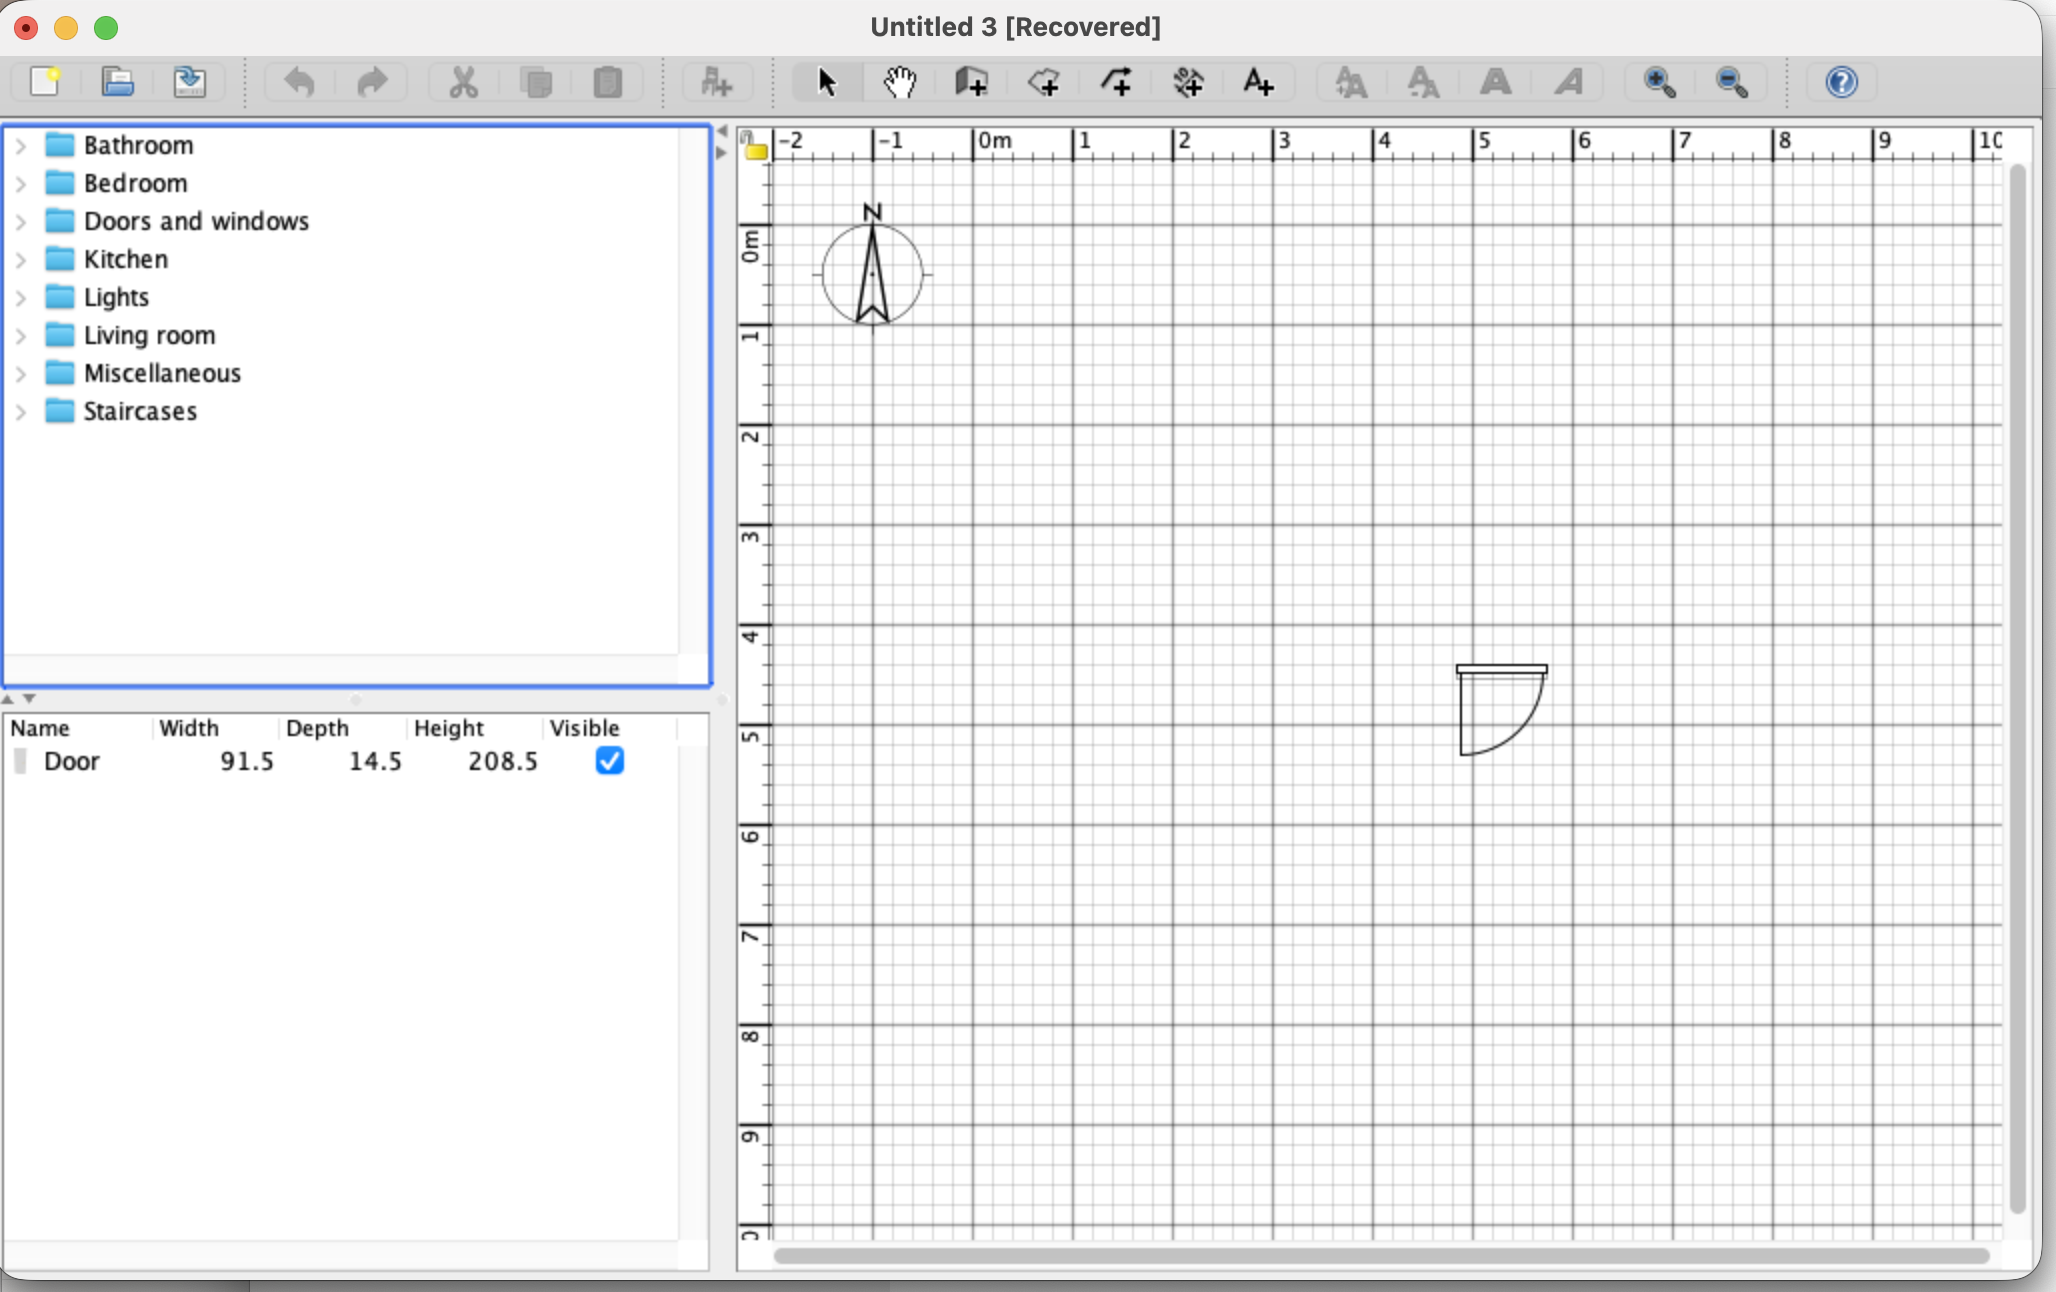 Untitled 3 [Recovered]
Bathroom
Bedroom
Doors and windows
Kitchen
Lights
Living room
Miscellaneous
Staircases
Name Width Depth Height Visible
Door 91.5 14.5 208.5
-2 -1 0m 1 2 3 4 5 6 7 8 9 10
N
0m
1
2
3
4
5
6
7
8
9